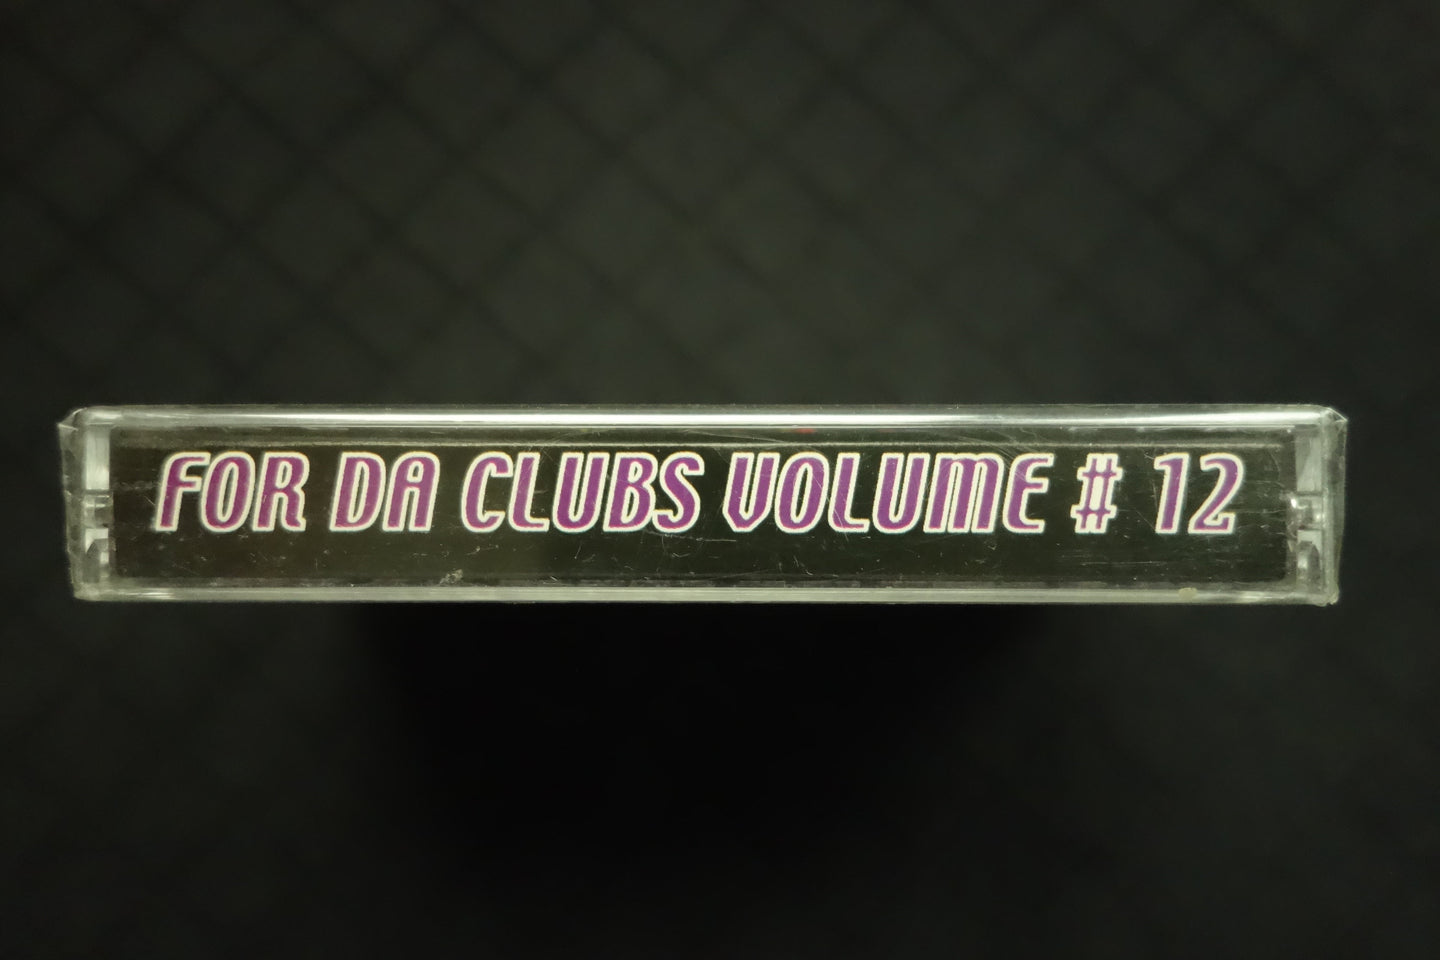 FOR DA CLUBS VOLUME # 12